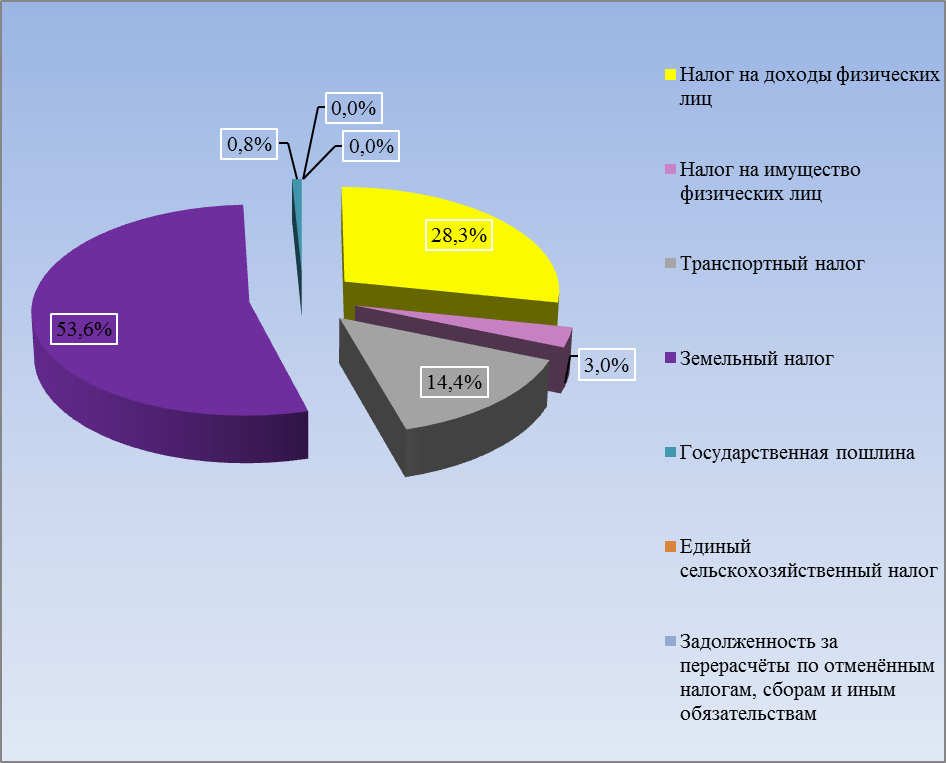 0,0%
0,8%
0,0%
28,3%
53,6%
3,0%
14,4%
Налог на доходы физических
лиц
Налог на имущество
физических лиц
Транспортный налог
Земельный налог
Государственная пошлина
Единый
сельскохозяйственный налог
Задолженность за
перерасчёты по отменённым
налогам, сборам и иным
обязательствам